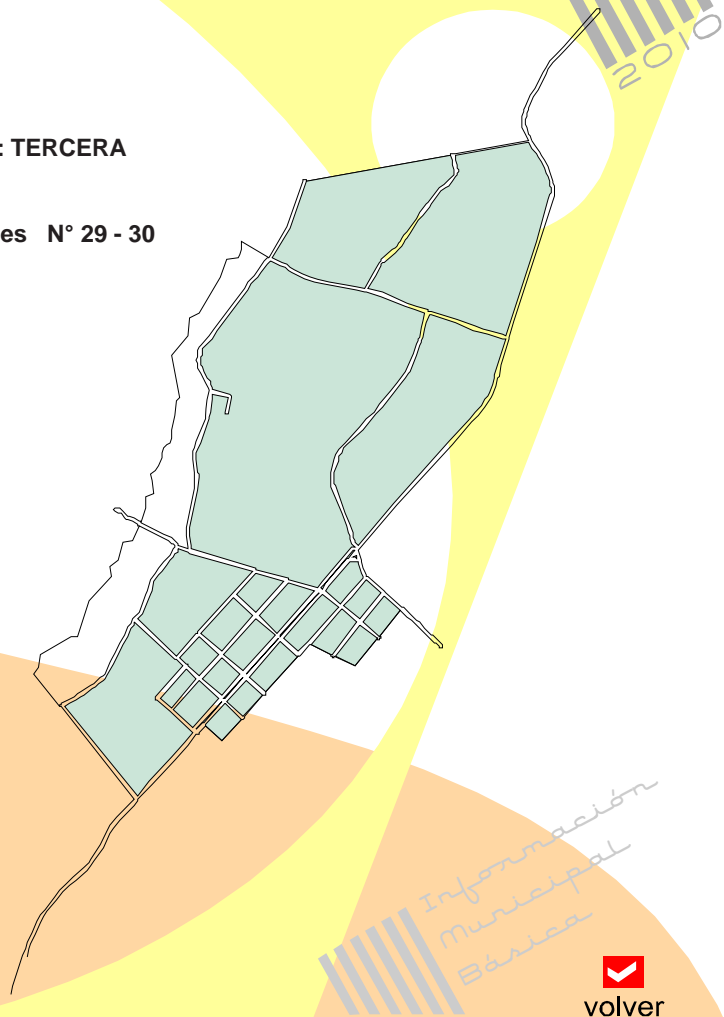 2010
: TERCERA
es N° 29 - 30
Información
Municipal
Básica
volver